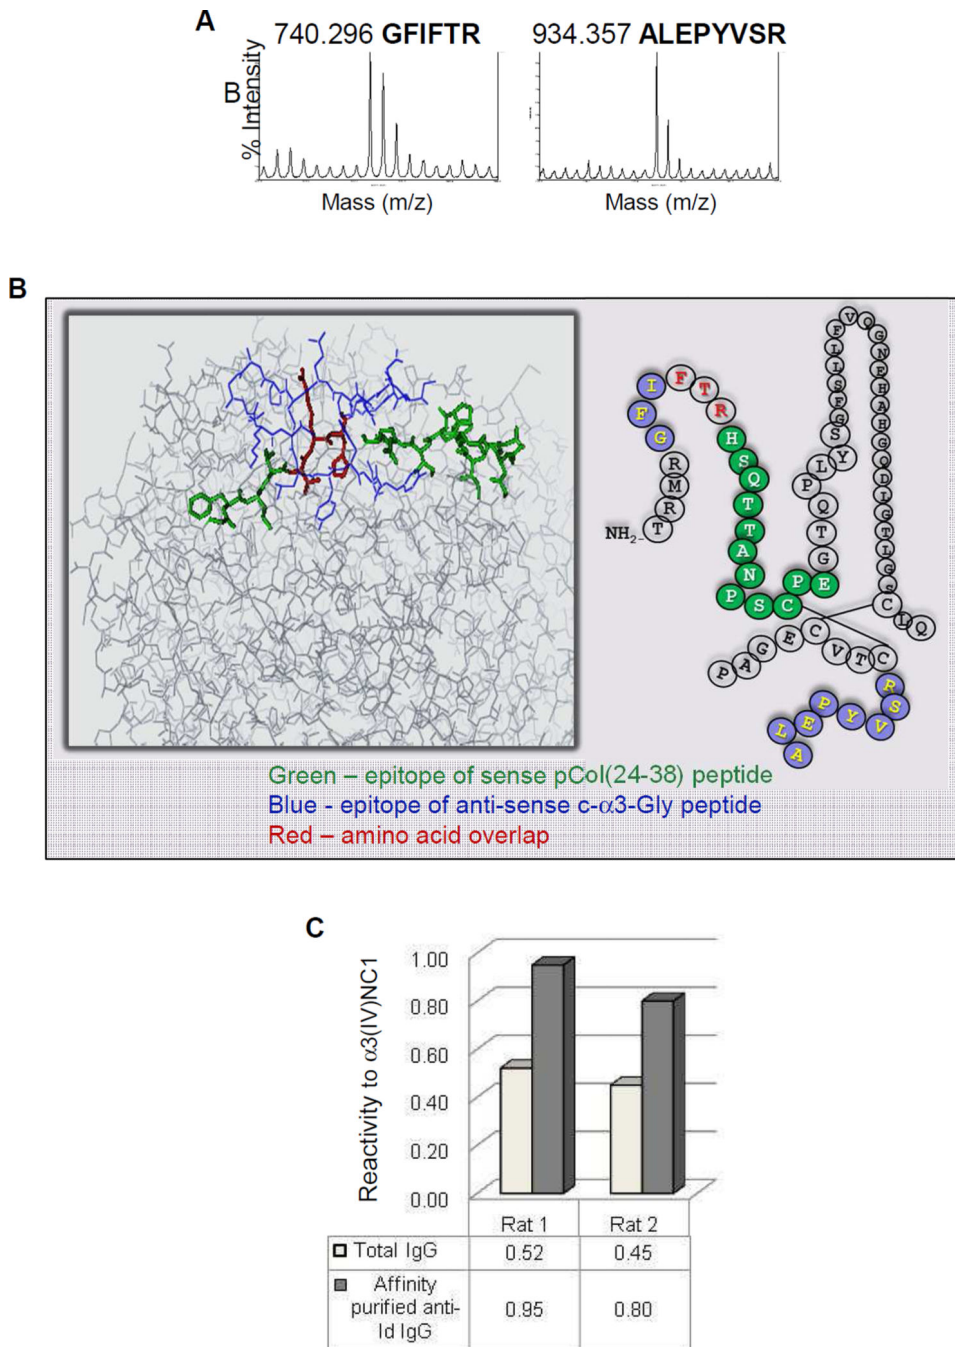 A
740.296 GFIFTR
934.357 ALEPYVSR
B
% Intensity
Mass (m/z)
Mass (m/z)
B
NH2-
T
R
M
R
G
F
I
F
T
R
H
S
Q
T
T
A
N
P
S
C
P
E
G
T
Q
P
L
Y
S
G
F
S
L
L
F
V
Q
G
N
E
H
A
H
G
Q
D
L
G
T
L
G
S
C
L
Q
P
A
G
E
C
V
T
C
R
S
V
Y
P
E
L
A
Green – epitope of sense pCol(24-38) peptide
Blue - epitope of anti-sense c-α3-Gly peptide
Red – amino acid overlap
C
Reactivity to α3(IV)NC1
1.00
0.80
0.60
0.40
0.20
0.00
Rat 1 Rat 2
Total IgG 0.52 0.45
Affinity
purified anti-
Id IgG
0.95 0.80